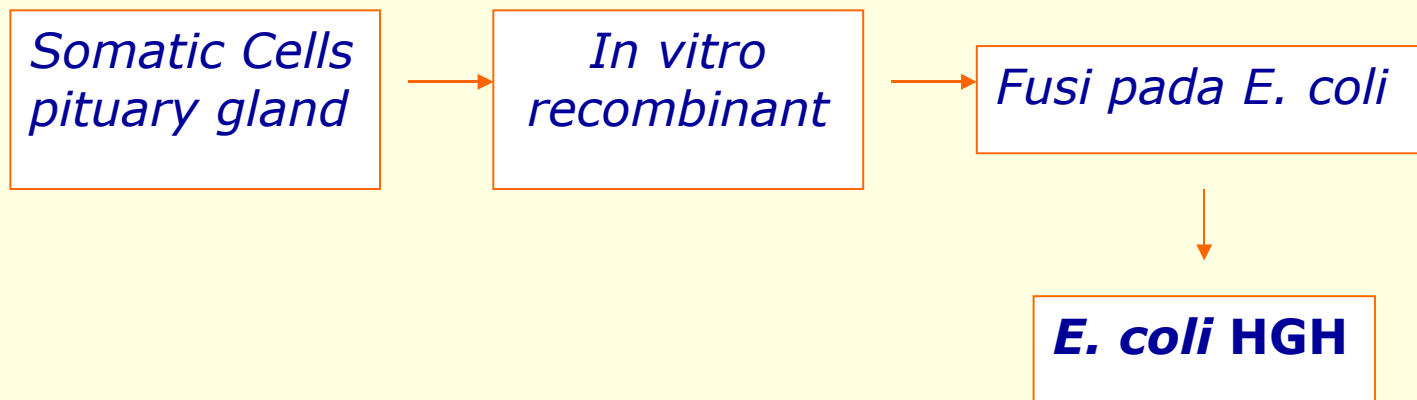 Somatic Cells
pituary gland
In vitro
recombinant
Fusi pada E. coli
E. coli HGH